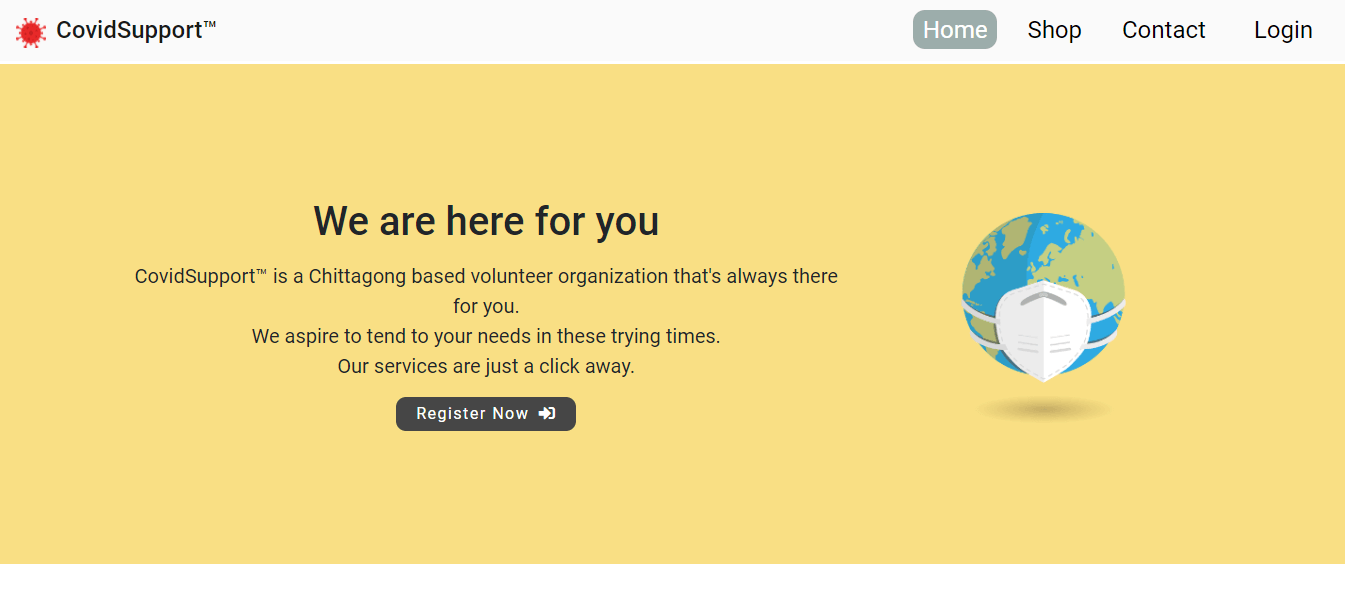 CovidSupport™
Home
Shop
Contact
Login
We are here for you
CovidSupport™ is a Chittagong based volunteer organization that's always there
for you.
We aspire to tend to your needs in these trying times.
Our services are just a click away.
Register Now